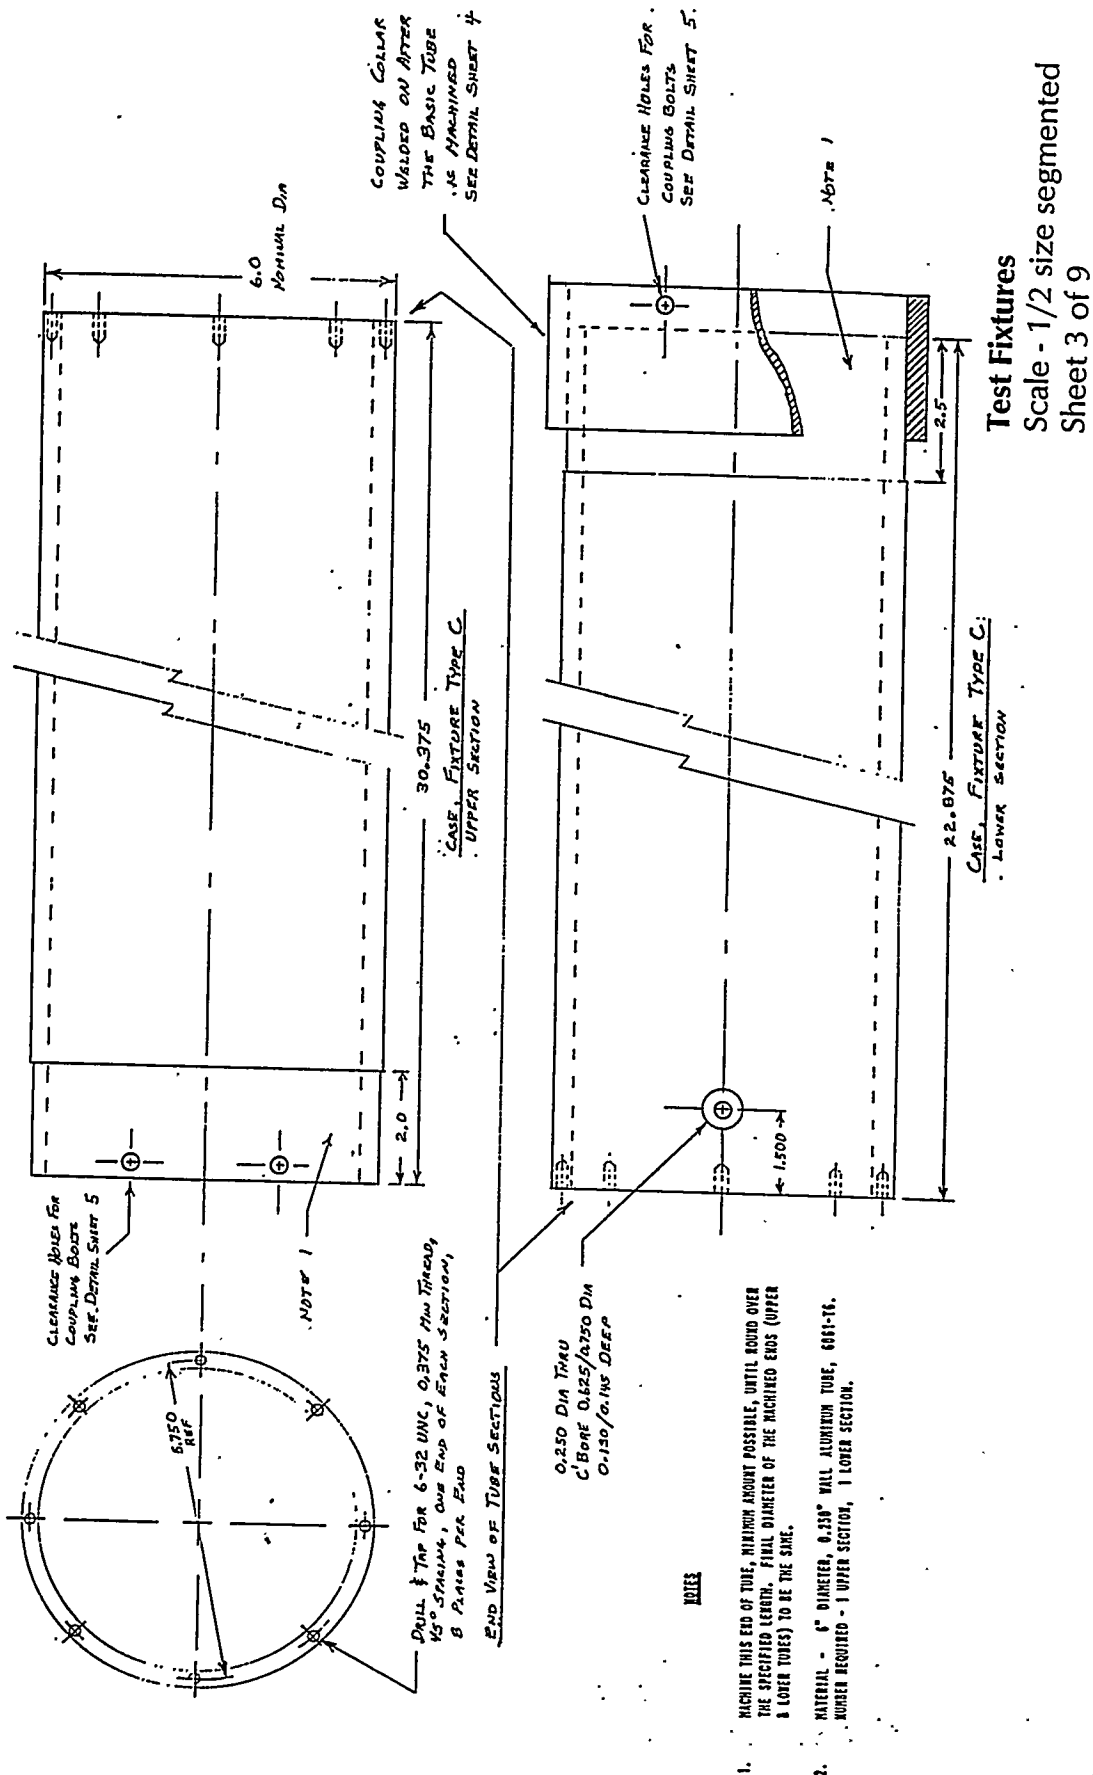 COUPLING COLLAR
WELDED ON AFTER
THE BASIC TUBE
IS MACHINED
SEE DETAIL SHEET 4
6.0
NOMINAL DIA
CLEARANCE HOLES FOR
COUPLING BOLTS
SEE DETAIL SHEET 5
NOTE 1
2.0
30.375
CASE, FIXTURE TYPE C
UPPER SECTION
5.750
REF
DRILL & TAP FOR 6-32 UNC, 0.375 MIN THREAD,
45° SPACING, ONE END OF EACH SECTION,
8 PLACES PER END
END VIEW OF TUBE SECTIONS
CLEARANCE HOLES FOR
COUPLING BOLTS
SEE DETAIL SHEET 5.
NOTE 1
2.5
1.500
22.875
CASE, FIXTURE TYPE C
LOWER SECTION
0.250 DIA THRU
C'BORE 0.625/0.750 DIA
0.130/0.145 DEEP
NOTES
1. MACHINE THIS END OF TUBE, MINIMUM AMOUNT POSSIBLE, UNTIL ROUND OVER
THE SPECIFIED LENGTH. FINAL DIAMETER OF THE MACHINED ENDS (UPPER
& LOWER TUBES) TO BE THE SAME.
2. MATERIAL - 6" DIAMETER, 0.250" WALL ALUMINUM TUBE, 6061-T6.
NUMBER REQUIRED - 1 UPPER SECTION, 1 LOWER SECTION.
Test Fixtures
Scale - 1/2 size segmented
Sheet 3 of 9